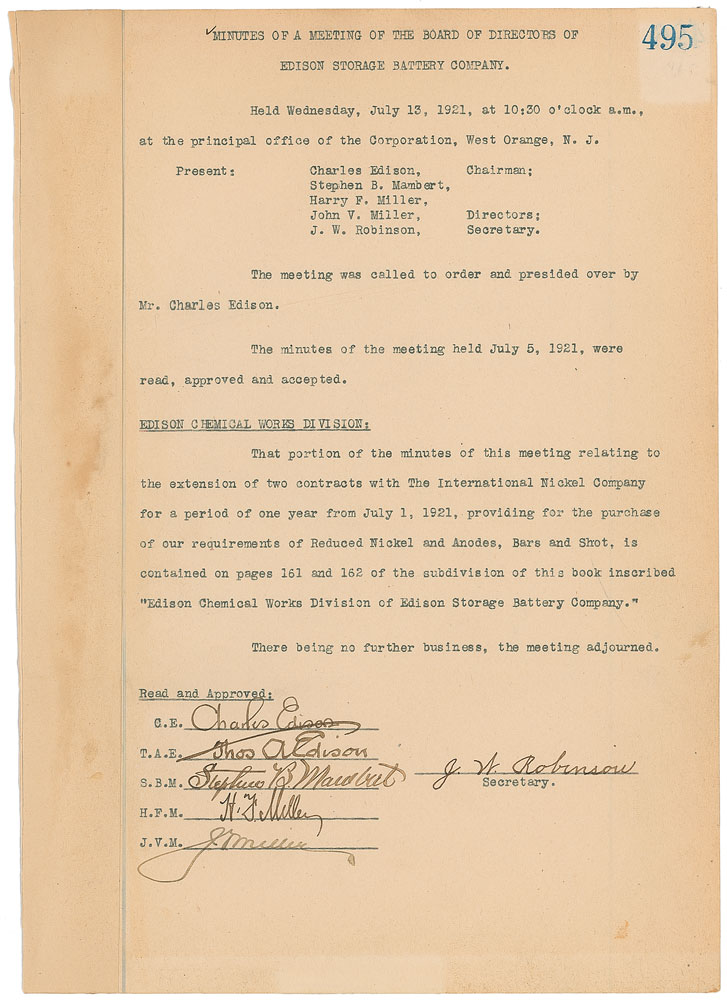 ✓MINUTES OF A MEETING OF THE BOARD OF DIRECTORS OF
495
EDISON STORAGE BATTERY COMPANY.
Held Wednesday, July 13, 1921, at 10:30 o'clock a.m.,
at the principal office of the Corporation, West Orange, N. J.
Present: Charles Edison, Chairman;
Stephen B. Mambert,
Harry F. Miller,
John V. Miller, Directors;
J. W. Robinson, Secretary.
The meeting was called to order and presided over by
Mr. Charles Edison.
The minutes of the meeting held July 5, 1921, were
read, approved and accepted.
EDISON CHEMICAL WORKS DIVISION:
That portion of the minutes of this meeting relating to
the extension of two contracts with The International Nickel Company
for a period of one year from July 1, 1921, providing for the purchase
of our requirements of Reduced Nickel and Anodes, Bars and Shot, is
contained on pages 161 and 162 of the subdivision of this book inscribed
"Edison Chemical Works Division of Edison Storage Battery Company."
There being no further business, the meeting adjourned.
Read and Approved:
C.E. Charles Edison
T.A.E. Thos A Edison
S.B.M. Stephen B Mambert J. W. Robinson
Secretary.
H.F.M. H. F. Miller
J.V.M. J. V. Miller